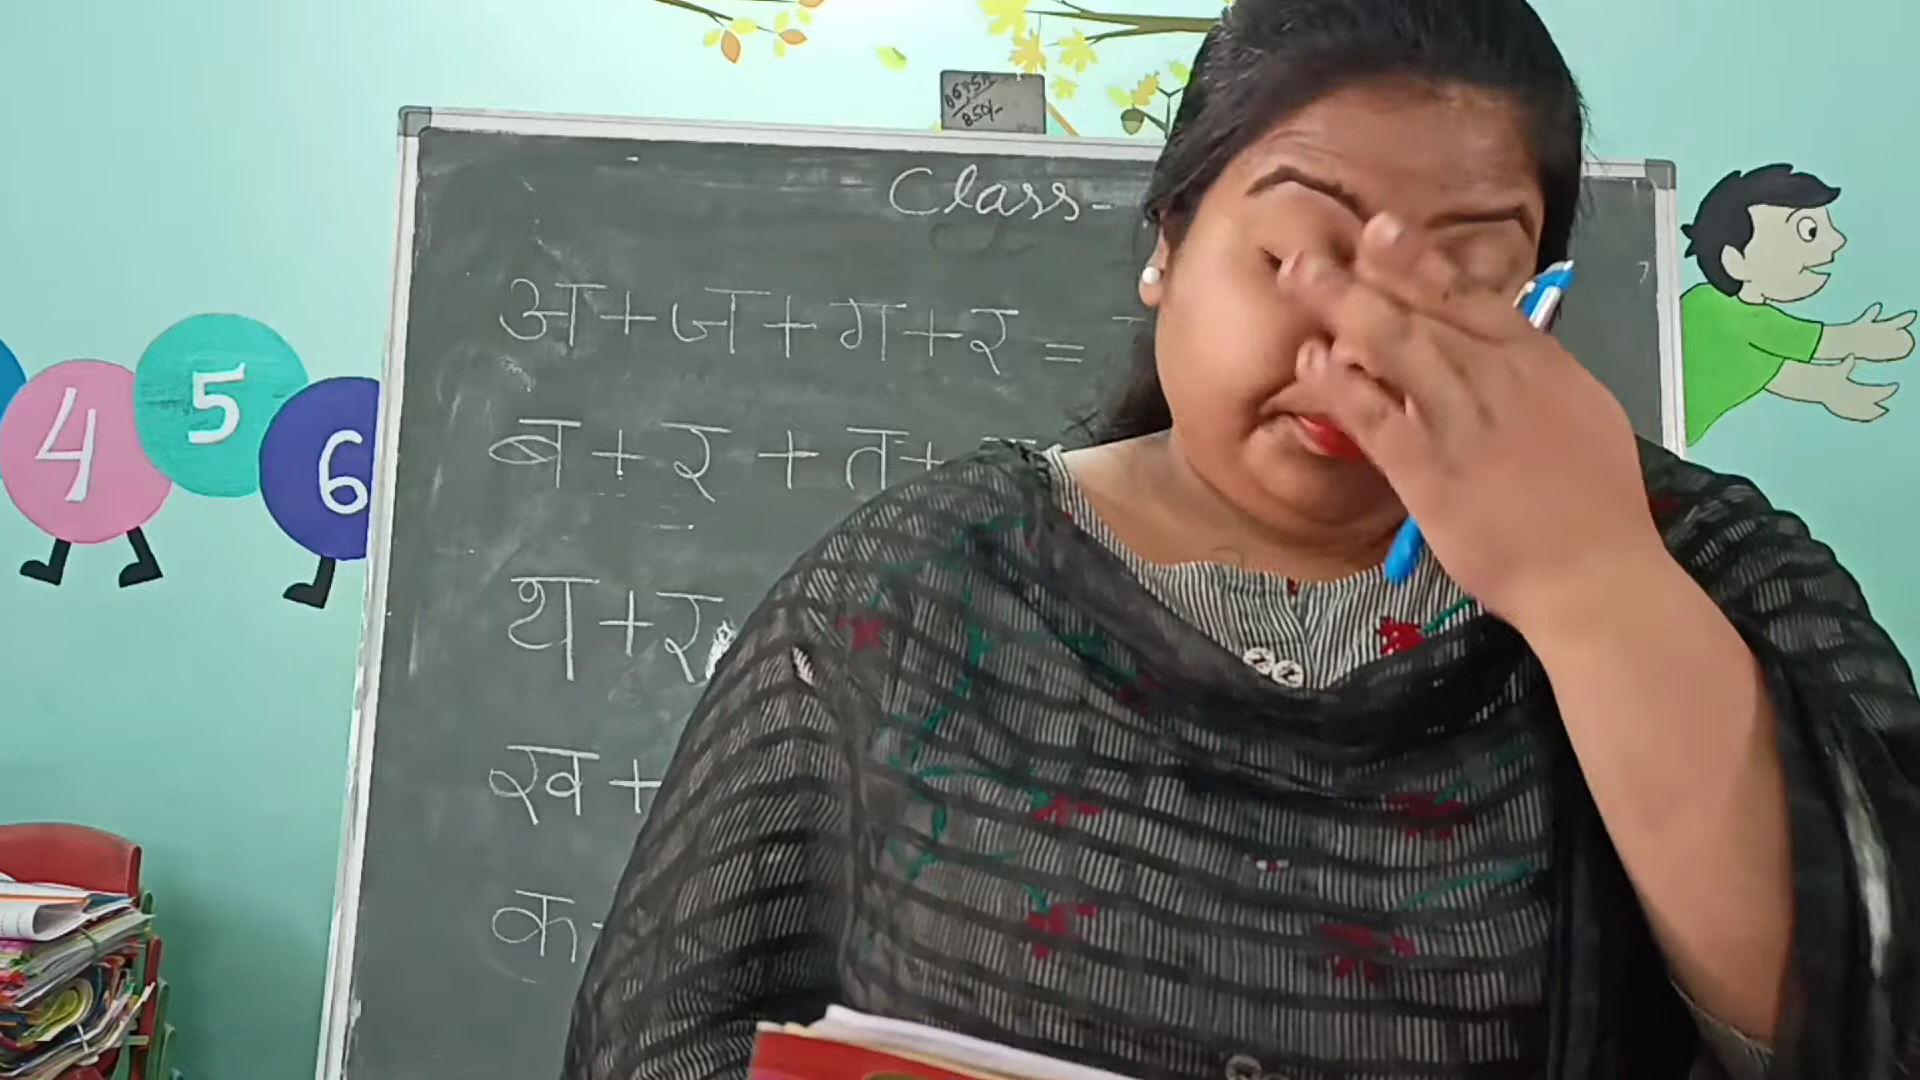 Class-
अ+ज+ग+र =
ब+र+त+
थ+र
ख+
क
4 5 6